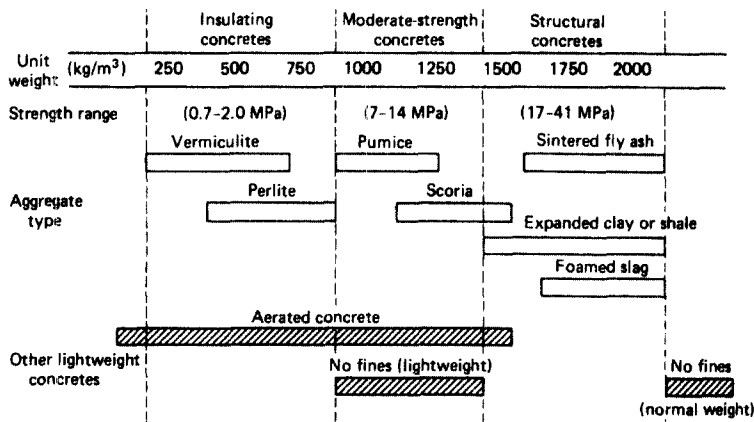 Insulating concretes
Moderate-strength concretes
Structural concretes
Unit weight (kg/m³) 250 500 750 1000 1250 1500 1750 2000
Strength range (0.7-2.0 MPa) (7-14 MPa) (17-41 MPa)
Vermiculite Pumice Sintered fly ash
Aggregate type
Perlite Scoria
Expanded clay or shale
Foamed slag
Aerated concrete
Other lightweight concretes
No fines (lightweight) No fines
(normal weight)